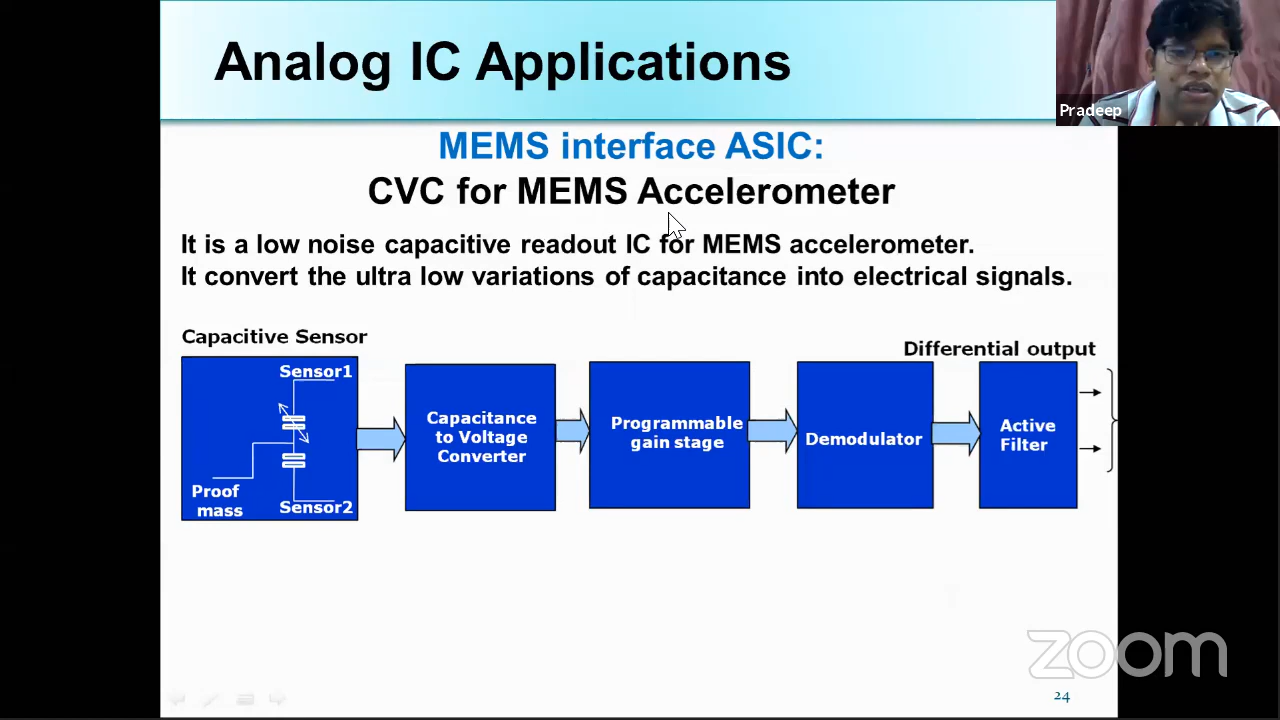 Analog IC Applications
Pradeep
MEMS interface ASIC:
CVC for MEMS Accelerometer
It is a low noise capacitive readout IC for MEMS accelerometer.
It convert the ultra low variations of capacitance into electrical signals.
Capacitive Sensor
Differential output
Sensor1
Proof
mass
Sensor2
Capacitance
to Voltage
Converter
Programmable
gain stage
Demodulator
Active
Filter
zoom
24